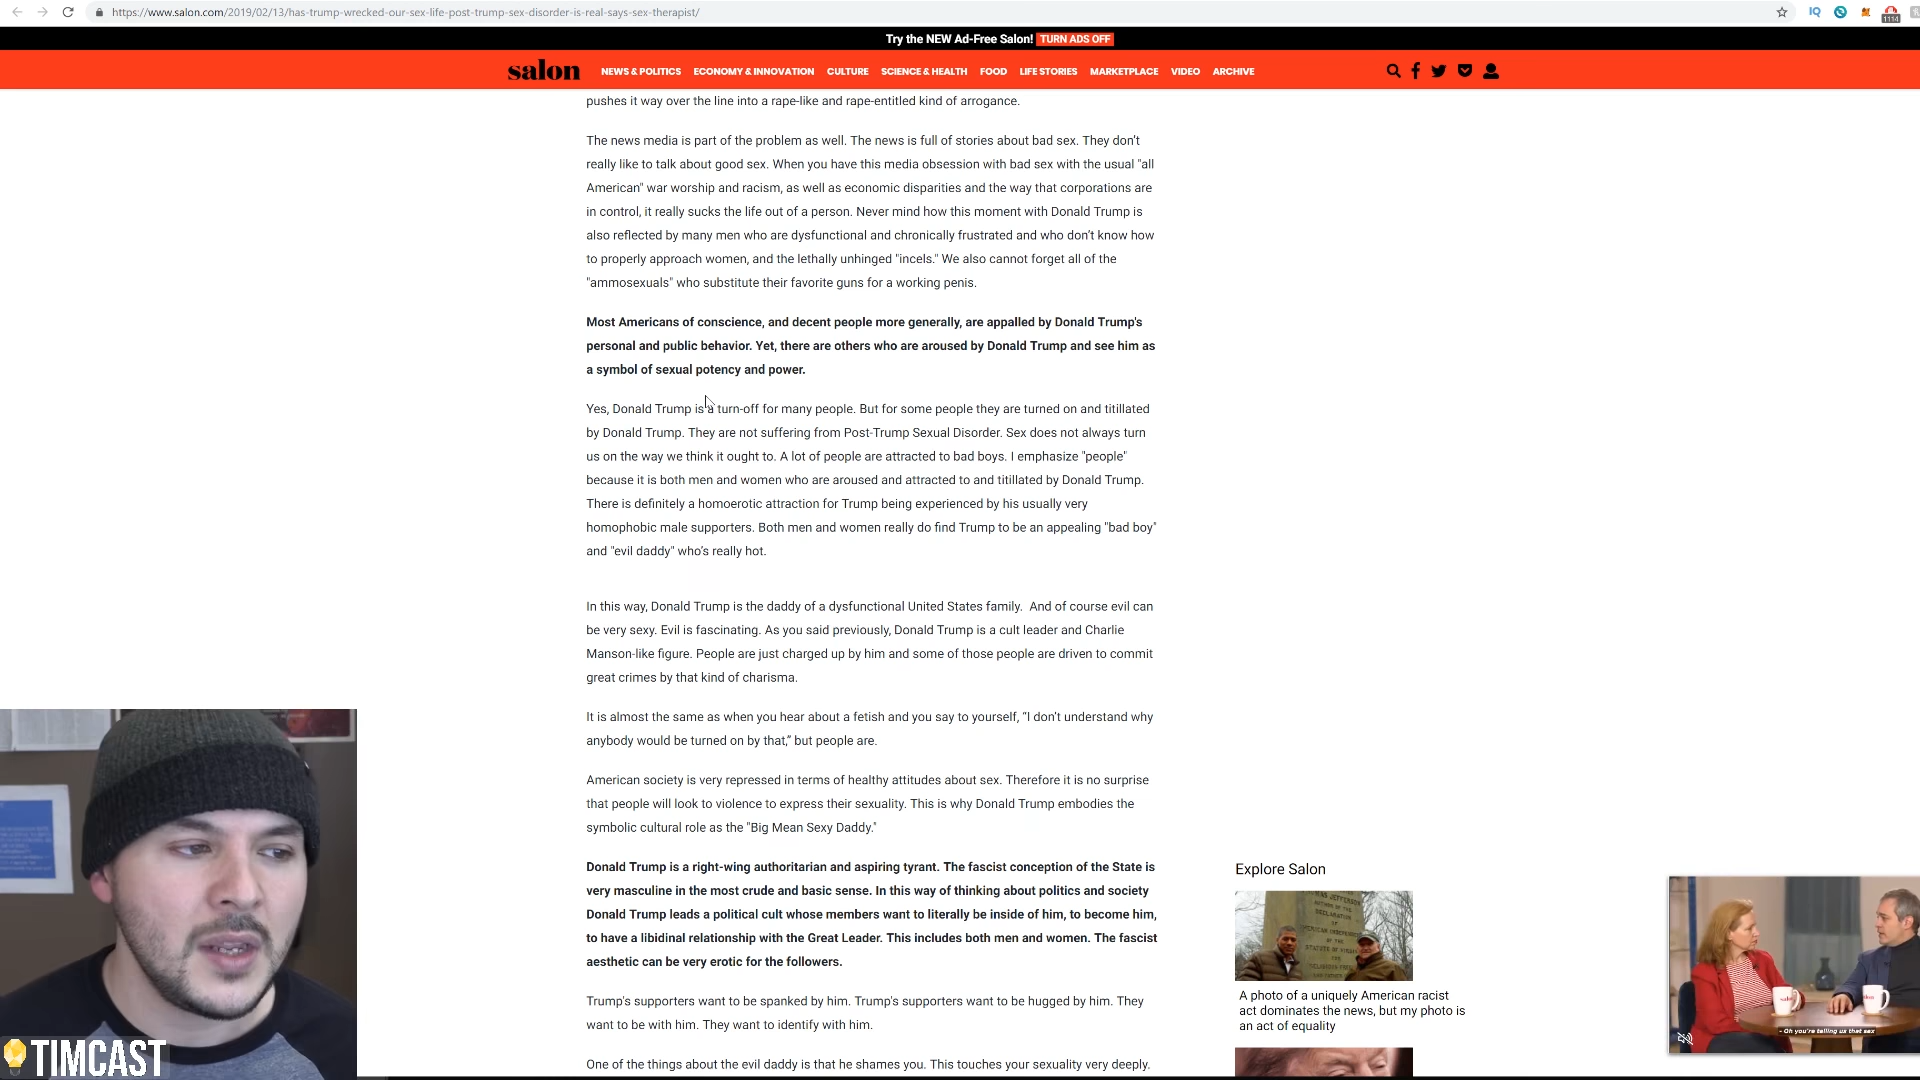 https://www.salon.com/2019/02/13/has-trump-wrecked-our-sex-life-post-trump-sex-disorder-is-real-says-sex-therapist/
IQ
1114
Try the NEW Ad-Free Salon! TURN ADS OFF
salon NEWS & POLITICS ECONOMY & INNOVATION CULTURE SCIENCE & HEALTH FOOD LIFE STORIES MARKETPLACE VIDEO ARCHIVE
pushes it way over the line into a rape-like and rape-entitled kind of arrogance.
The news media is part of the problem as well. The news is full of stories about bad sex. They don't
really like to talk about good sex. When you have this media obsession with bad sex with the usual "all
American" war worship and racism, as well as economic disparities and the way that corporations are
in control, it really sucks the life out of a person. Never mind how this moment with Donald Trump is
also reflected by many men who are dysfunctional and chronically frustrated and who don't know how
to properly approach women, and the lethally unhinged "incels." We also cannot forget all of the
"ammosexuals" who substitute their favorite guns for a working penis.
Most Americans of conscience, and decent people more generally, are appalled by Donald Trump's
personal and public behavior. Yet, there are others who are aroused by Donald Trump and see him as
a symbol of sexual potency and power.
Yes, Donald Trump is a turn-off for many people. But for some people they are turned on and titillated
by Donald Trump. They are not suffering from Post-Trump Sexual Disorder. Sex does not always turn
us on the way we think it ought to. A lot of people are attracted to bad boys. I emphasize "people"
because it is both men and women who are aroused and attracted to and titillated by Donald Trump.
There is definitely a homoerotic attraction for Trump being experienced by his usually very
homophobic male supporters. Both men and women really do find Trump to be an appealing "bad boy"
and "evil daddy" who's really hot.
In this way, Donald Trump is the daddy of a dysfunctional United States family. And of course evil can
be very sexy. Evil is fascinating. As you said previously, Donald Trump is a cult leader and Charlie
Manson-like figure. People are just charged up by him and some of those people are driven to commit
great crimes by that kind of charisma.
It is almost the same as when you hear about a fetish and you say to yourself, “I don't understand why
anybody would be turned on by that,” but people are.
American society is very repressed in terms of healthy attitudes about sex. Therefore it is no surprise
that people will look to violence to express their sexuality. This is why Donald Trump embodies the
symbolic cultural role as the "Big Mean Sexy Daddy."
Donald Trump is a right-wing authoritarian and aspiring tyrant. The fascist conception of the State is
very masculine in the most crude and basic sense. In this way of thinking about politics and society
Donald Trump leads a political cult whose members want to literally be inside of him, to become him,
to have a libidinal relationship with the Great Leader. This includes both men and women. The fascist
aesthetic can be very erotic for the followers.
Trump's supporters want to be spanked by him. Trump's supporters want to be hugged by him. They
want to be with him. They want to identify with him.
One of the things about the evil daddy is that he shames you. This touches your sexuality very deeply.
Explore Salon
A photo of a uniquely American racist
act dominates the news, but my photo is
an act of equality
- Oh you're telling us that sex
TIMCAST